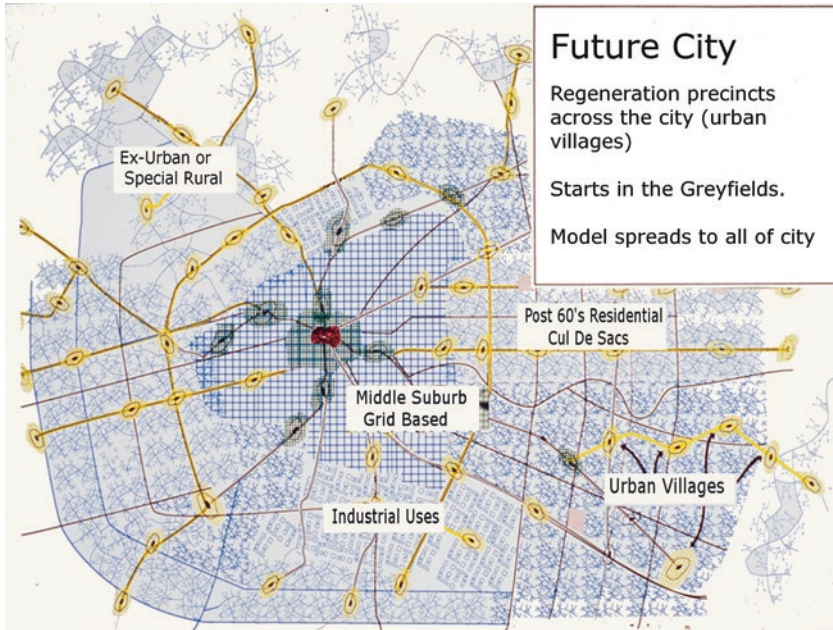 Future City
Regeneration precincts
across the city (urban
villages)
Starts in the Greyfields.
Model spreads to all of city
Ex-Urban or
Special Rural
Post 60's Residential
Cul De Sacs
Middle Suburb
Grid Based
Urban Villages
Industrial Uses